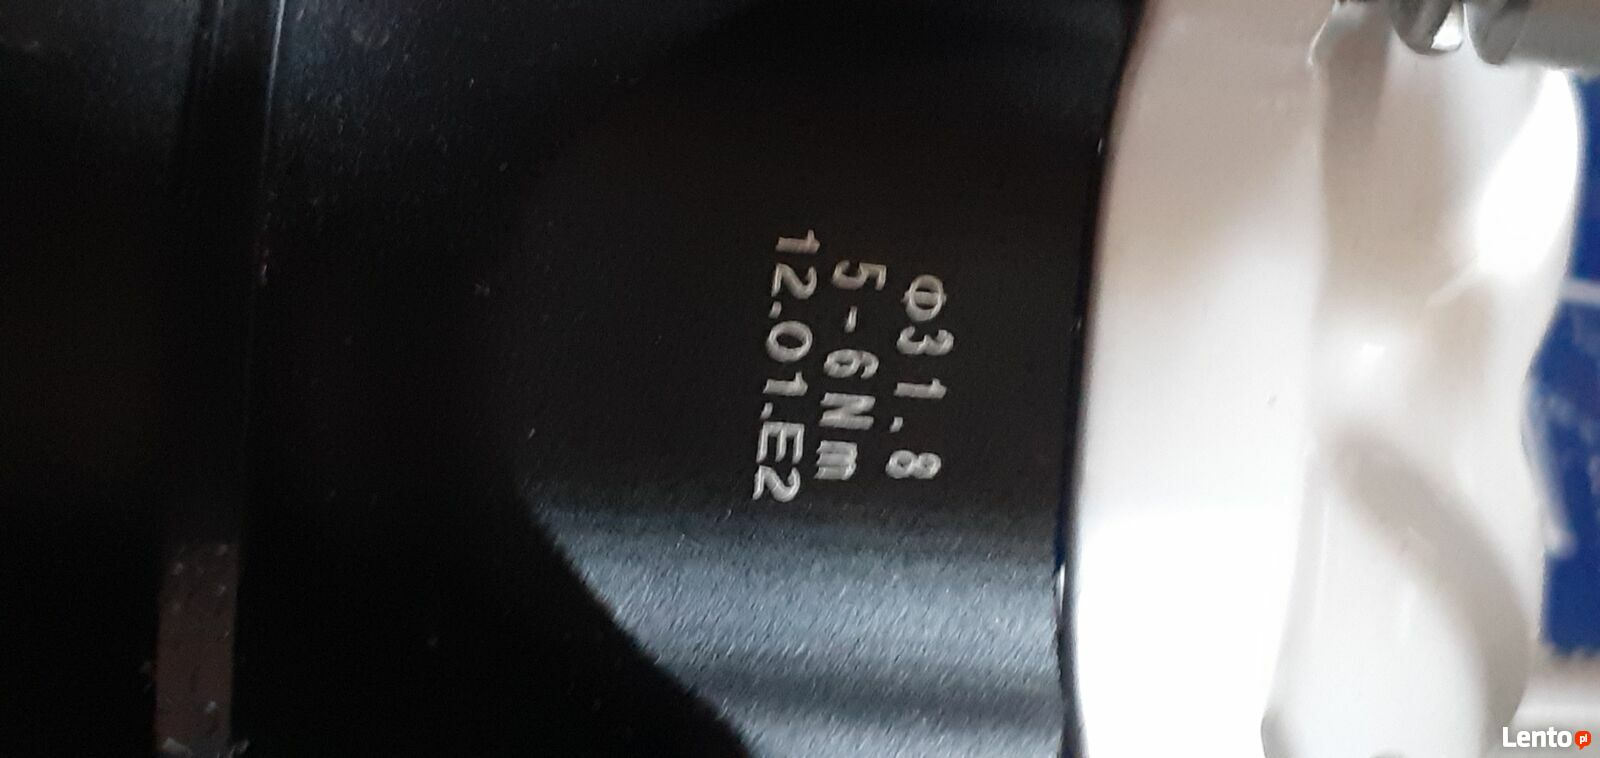 Φ31.8
5-6Nm
12.01.E2
Lento pl